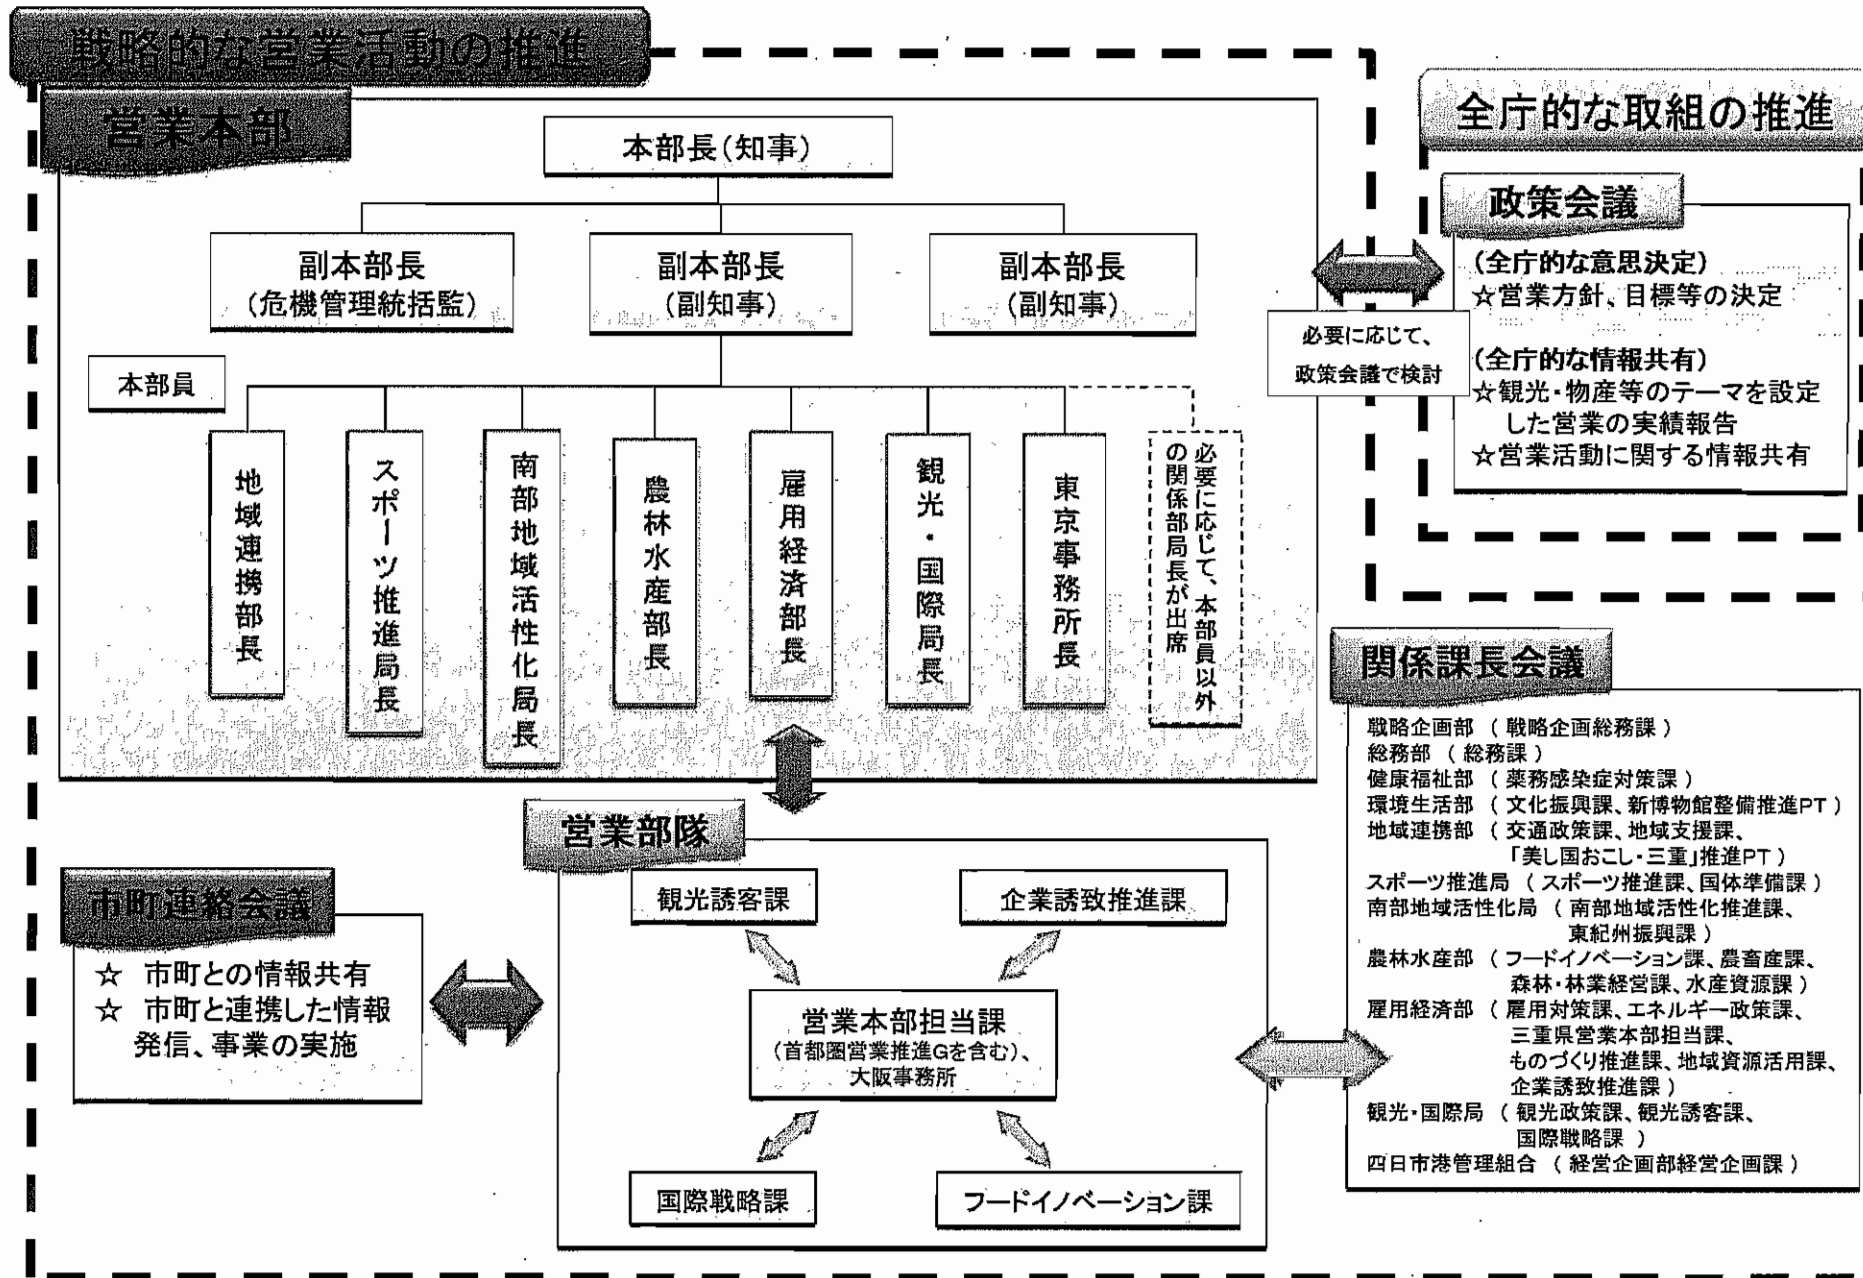 戦略的な営業活動の推進
営業本部
本部長(知事)
副本部長
(危機管理統括監)
副本部長
(副知事)
副本部長
(副知事)
本部員
地域連携部長
スポーツ推進局長
南部地域活性化局長
農林水産部長
雇用経済部長
観光・国際局長
東京事務所長
必要に応じて、本部員以外
の関係部局長が出席
必要に応じて、
政策会議で検討
全庁的な取組の推進
政策会議
(全庁的な意思決定)
☆営業方針、目標等の決定
(全庁的な情報共有)
☆観光・物産等のテーマを設定
した営業の実績報告
☆営業活動に関する情報共有
市町連絡会議
☆ 市町との情報共有
☆ 市町と連携した情報
発信、事業の実施
営業部隊
観光誘客課
企業誘致推進課
営業本部担当課
(首都圏営業推進Gを含む)、
大阪事務所
国際戦略課
フードイノベーション課
関係課長会議
戦略企画部 ( 戦略企画総務課 )
総務部 ( 総務課 )
健康福祉部 ( 薬務感染症対策課 )
環境生活部 ( 文化振興課、新博物館整備推進PT )
地域連携部 ( 交通政策課、地域支援課、
「美し国おこし・三重」推進PT )
スポーツ推進局 ( スポーツ推進課、国体準備課 )
南部地域活性化局 ( 南部地域活性化推進課、
東紀州振興課 )
農林水産部 ( フードイノベーション課、農畜産課、
森林・林業経営課、水産資源課 )
雇用経済部 ( 雇用対策課、エネルギー政策課、
三重県営業本部担当課、
ものづくり推進課、地域資源活用課、
企業誘致推進課 )
観光・国際局 ( 観光政策課、観光誘客課、
国際戦略課 )
四日市港管理組合 ( 経営企画部経営企画課 )